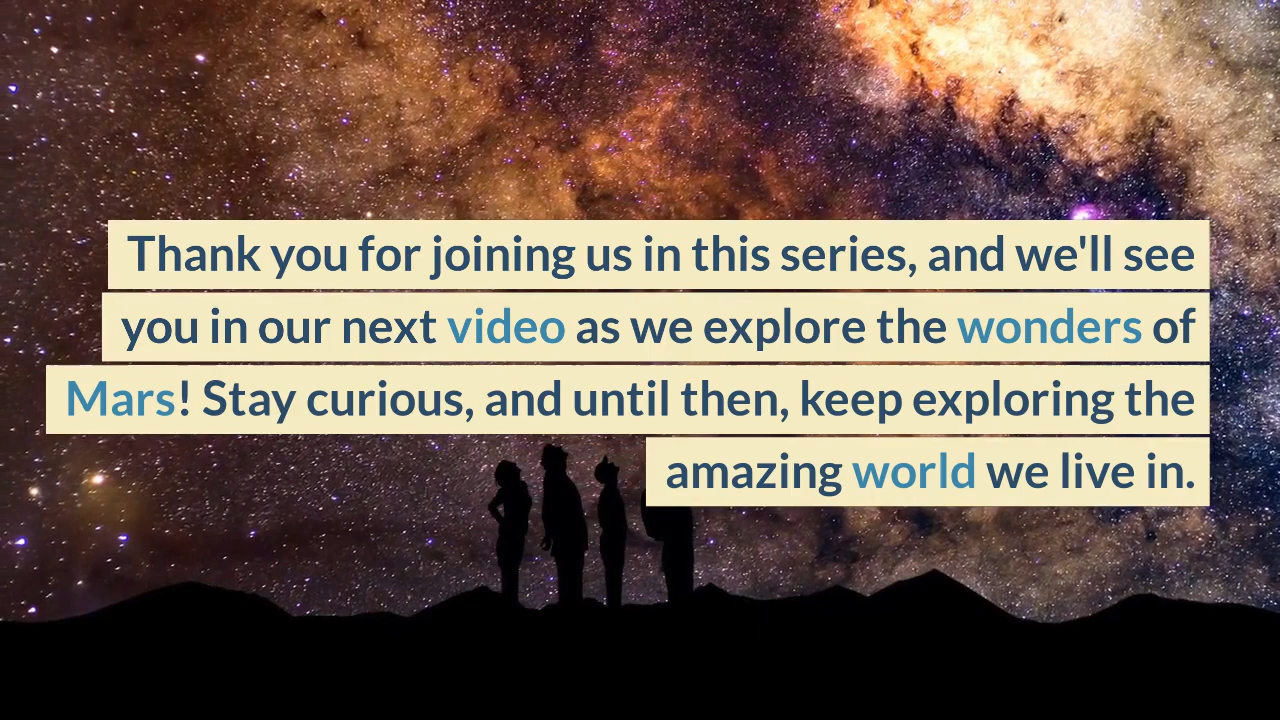 Thank you for joining us in this series, and we'll see
you in our next video as we explore the wonders of
Mars! Stay curious, and until then, keep exploring the
amazing world we live in.